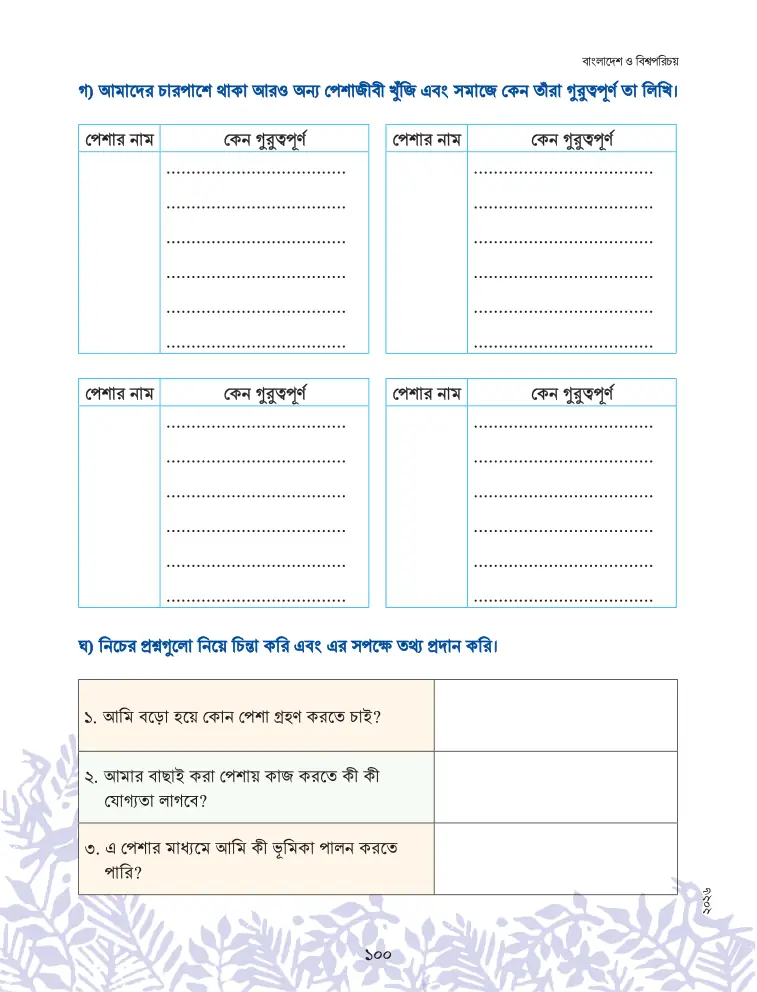 বাংলাদেশ ও বিশ্বপরিচয়
গ) আমাদের চারপাশে থাকা আরও অন্য পেশাজীবী খুঁজি এবং সমাজে কেন তাঁরা গুরুত্বপূর্ণ তা লিখি।
পেশার নাম কেন গুরুত্বপূর্ণ পেশার নাম কেন গুরুত্বপূর্ণ
.................................... ....................................
.................................... ....................................
.................................... ....................................
.................................... ....................................
.................................... ....................................
.................................... ....................................
পেশার নাম কেন গুরুত্বপূর্ণ পেশার নাম কেন গুরুত্বপূর্ণ
.................................... ....................................
.................................... ....................................
.................................... ....................................
.................................... ....................................
.................................... ....................................
.................................... ....................................
ঘ) নিচের প্রশ্নগুলো নিয়ে চিন্তা করি এবং এর সপক্ষে তথ্য প্রদান করি।
১. আমি বড়ো হয়ে কোন পেশা গ্রহণ করতে চাই?
২. আমার বাছাই করা পেশায় কাজ করতে কী কী
যোগ্যতা লাগবে?
৩. এ পেশার মাধ্যমে আমি কী ভূমিকা পালন করতে
পারি?
২০২৬
১০০